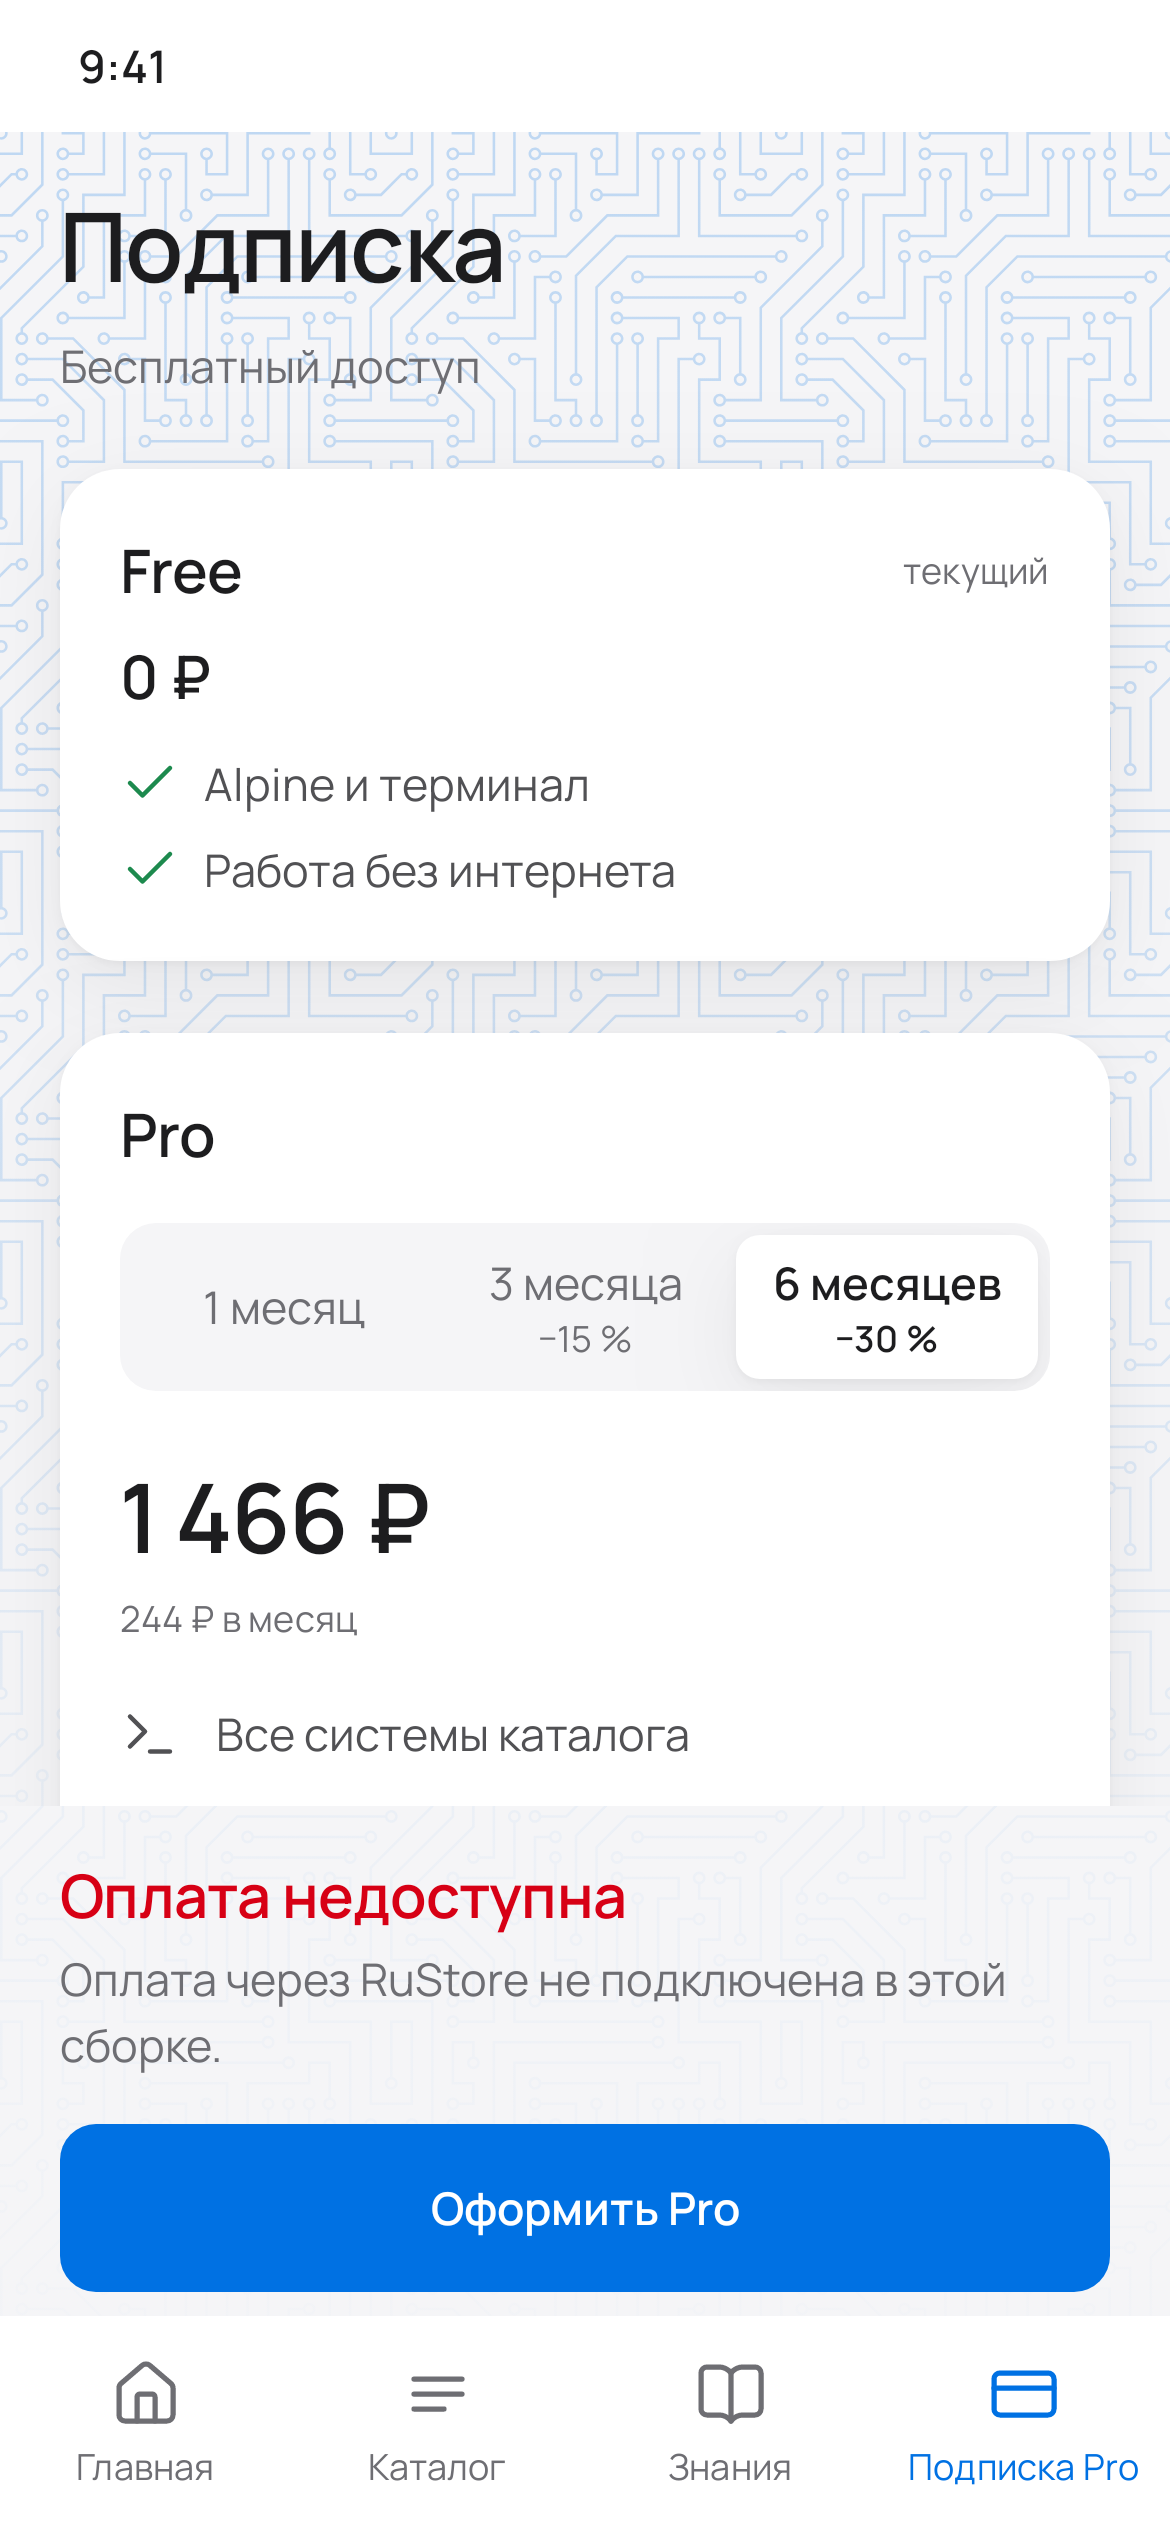 9:41
Подписка
Бесплатный доступ
Free
текущий
0 ₽
Alpine и терминал
Работа без интернета
Pro
1 месяц
3 месяца
−15 %
6 месяцев
−30 %
1 466 ₽
244 ₽ в месяц
Все системы каталога
Оплата недоступна
Оплата через RuStore не подключена в этой
сборке.
Оформить Pro
Главная
Каталог
Знания
Подписка Pro